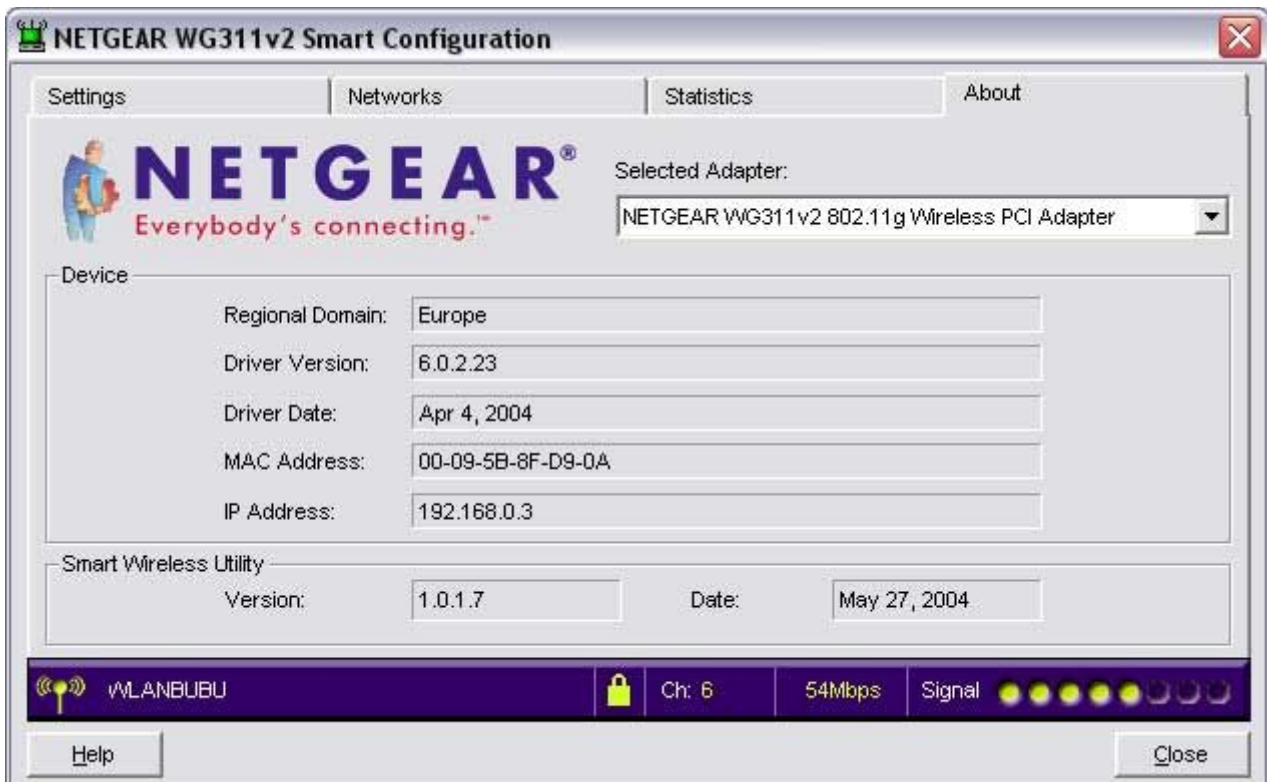 NETGEAR WG311v2 Smart Configuration
Settings Networks Statistics About
NETGEAR®
Everybody's connecting.™
Selected Adapter:
NETGEAR WG311v2 802.11g Wireless PCI Adapter
Device
Regional Domain: Europe
Driver Version: 6.0.2.23
Driver Date: Apr 4, 2004
MAC Address: 00-09-5B-8F-D9-0A
IP Address: 192.168.0.3
Smart Wireless Utility
Version: 1.0.1.7 Date: May 27, 2004
WLANBUBU Ch: 6 54Mbps Signal
Help Close